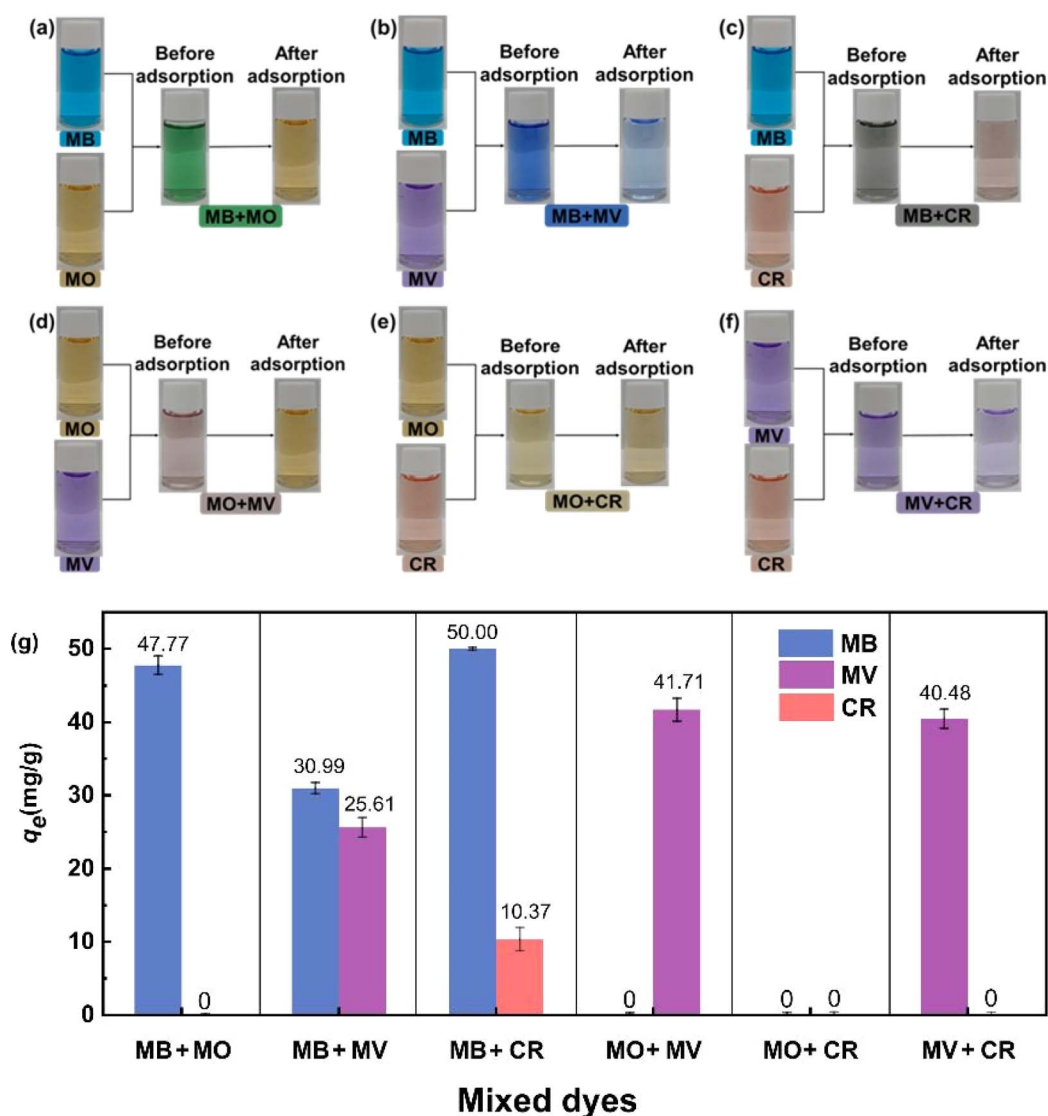 (a)
Before
adsorption
After
adsorption
MB
MO
MB+MO
(b)
Before
adsorption
After
adsorption
MB
MV
MB+MV
(c)
Before
adsorption
After
adsorption
MB
CR
MB+CR
(d)
Before
adsorption
After
adsorption
MO
MV
MO+MV
(e)
Before
adsorption
After
adsorption
MO
CR
MO+CR
(f)
Before
adsorption
After
adsorption
MV
CR
MV+CR
(g)
qe(mg/g)
50
40
30
20
10
0
47.77
0
30.99
25.61
50.00
10.37
0
41.71
0
0
40.48
0
MB
MV
CR
MB + MO
MB + MV
MB + CR
MO + MV
MO + CR
MV + CR
Mixed dyes